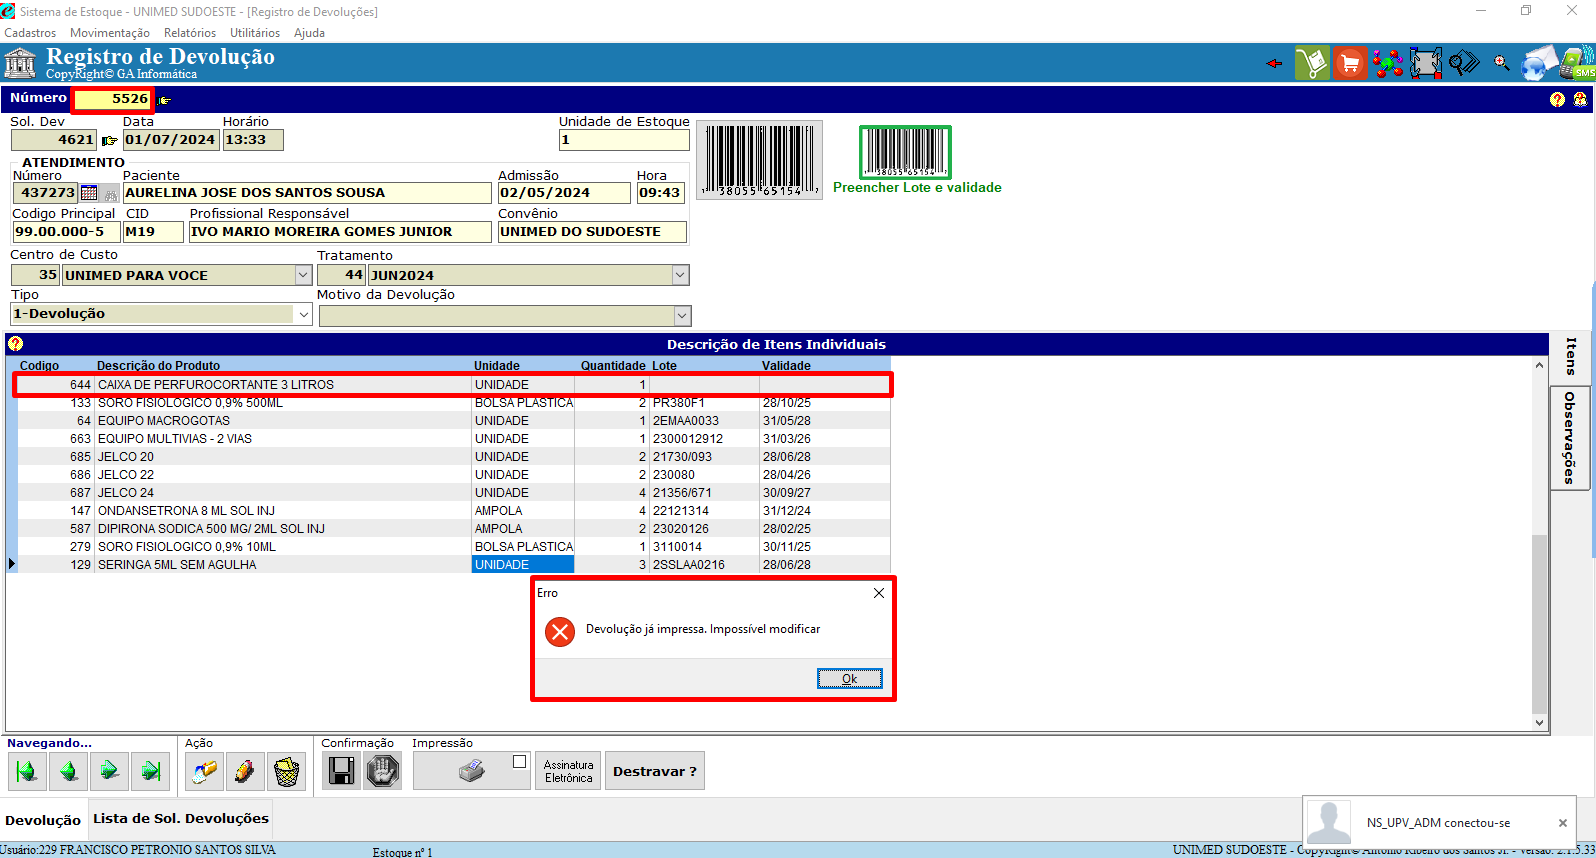 Sistema de Estoque - UNIMED SUDOESTE - [Registro de Devoluções]
Cadastros Movimentação Relatórios Utilitários Ajuda
Registro de Devolução
CopyRight© GA Informática
SMS
Número 5526
Sol. Dev Data Horário Unidade de Estoque
4621 01/07/2024 13:33 1
38055 65154
38055 65154
Preencher Lote e validade
ATENDIMENTO
Número Paciente Admissão Hora
437273 AURELINA JOSE DOS SANTOS SOUSA 02/05/2024 09:43
Codigo Principal CID Profissional Responsável Convênio
99.00.000-5 M19 IVO MARIO MOREIRA GOMES JUNIOR UNIMED DO SUDOESTE
Centro de Custo Tratamento
35 UNIMED PARA VOCE 44 JUN2024
Tipo Motivo da Devolução
1-Devolução
Descrição de Itens Individuais
Itens
Observações
Codigo Descrição do Produto Unidade Quantidade Lote Validade
644 CAIXA DE PERFUROCORTANTE 3 LITROS UNIDADE 1
133 SORO FISIOLOGICO 0,9% 500ML BOLSA PLASTICA 2 PR380F1 28/10/25
64 EQUIPO MACROGOTAS UNIDADE 1 2EMAA0033 31/05/28
663 EQUIPO MULTIVIAS - 2 VIAS UNIDADE 1 2300012912 31/03/26
685 JELCO 20 UNIDADE 2 21730/093 28/06/28
686 JELCO 22 UNIDADE 2 230080 28/04/26
687 JELCO 24 UNIDADE 4 21356/671 30/09/27
147 ONDANSETRONA 8 ML SOL INJ AMPOLA 4 22121314 31/12/24
587 DIPIRONA SODICA 500 MG/ 2ML SOL INJ AMPOLA 2 23020126 28/02/25
279 SORO FISIOLOGICO 0,9% 10ML BOLSA PLASTICA 1 3110014 30/11/25
129 SERINGA 5ML SEM AGULHA UNIDADE 3 2SSLAA0216 28/06/28
Erro
Devolução já impressa. Impossível modificar
Ok
Navegando... Ação Confirmação Impressão
Assinatura
Eletrônica
Destravar ?
Devolução Lista de Sol. Devoluções
NS_UPV_ADM conectou-se
Usuário:229 FRANCISCO PETRONIO SANTOS SILVA Estoque nº 1 UNIMED SUDOESTE - CopyRight© Antonio Ribeiro dos Santos Jr. - Versão: 2.1.5.33